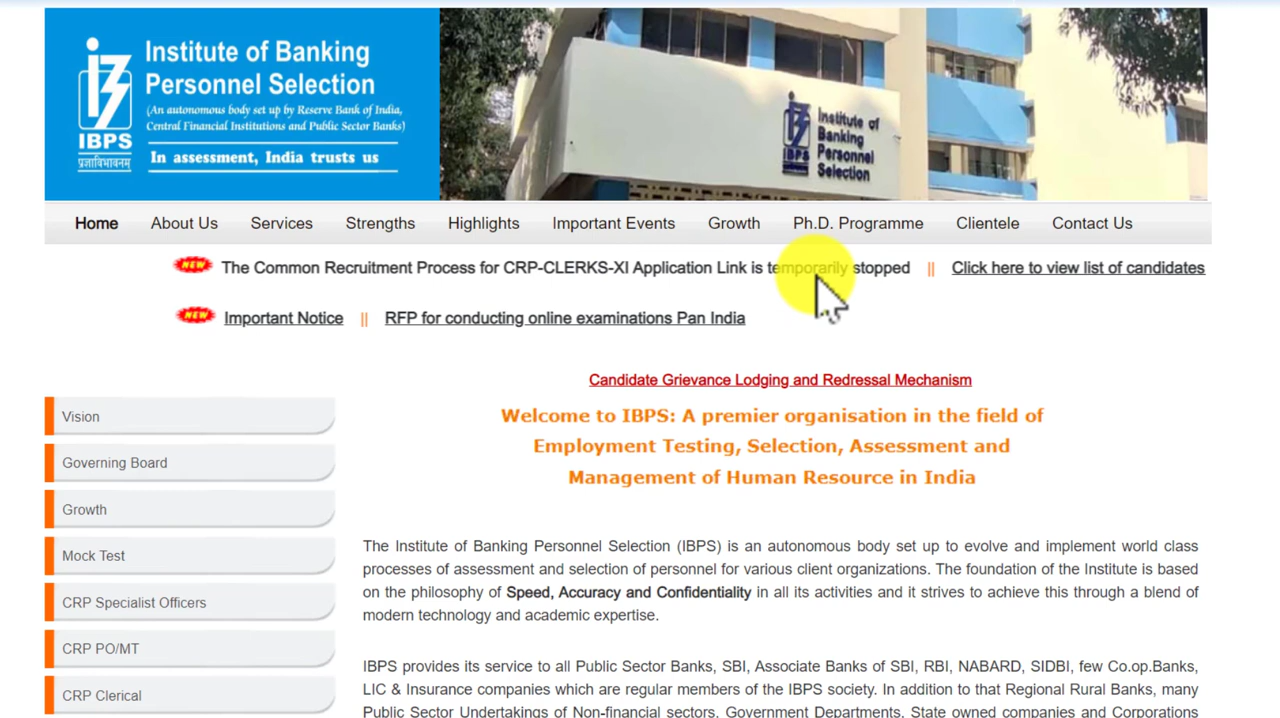 Institute of Banking
Personnel Selection
(An autonomous body set up by Reserve Bank of India,
Central Financial Institutions and Public Sector Banks)
IBPS
प्रज्ञाविभावनम्
In assessment, India trusts us
Institute of
Banking
Personnel
Selection
IBPS
Home About Us Services Strengths Highlights Important Events Growth Ph.D. Programme Clientele Contact Us
NEW The Common Recruitment Process for CRP-CLERKS-XI Application Link is temporarily stopped || Click here to view list of candidates
NEW Important Notice || RFP for conducting online examinations Pan India
Candidate Grievance Lodging and Redressal Mechanism
Welcome to IBPS: A premier organisation in the field of
Employment Testing, Selection, Assessment and
Management of Human Resource in India
Vision
Governing Board
Growth
Mock Test
CRP Specialist Officers
CRP PO/MT
CRP Clerical
The Institute of Banking Personnel Selection (IBPS) is an autonomous body set up to evolve and implement world class
processes of assessment and selection of personnel for various client organizations. The foundation of the Institute is based
on the philosophy of Speed, Accuracy and Confidentiality in all its activities and it strives to achieve this through a blend of
modern technology and academic expertise.
IBPS provides its service to all Public Sector Banks, SBI, Associate Banks of SBI, RBI, NABARD, SIDBI, few Co.op.Banks,
LIC & Insurance companies which are regular members of the IBPS society. In addition to that Regional Rural Banks, many
Public Sector Undertakings of Non-financial sectors, Government Departments, State owned companies and Corporations